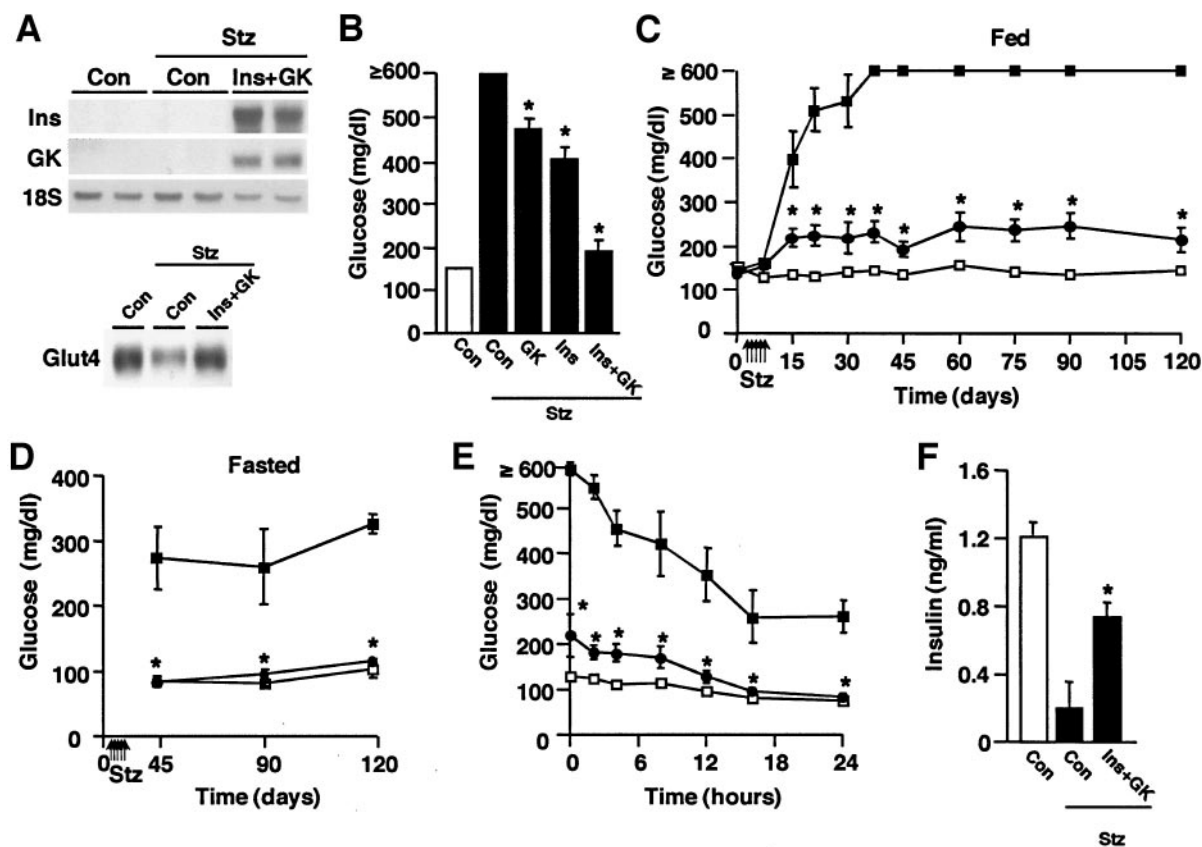 A
Stz
Con Con Ins+GK
Ins
GK
18S
Stz
Con Con Ins+GK
Glut4
B
Glucose (mg/dl)
≥600
500
400
300
200
100
0
* * *
Con Con GK Ins Ins+GK
Stz
C
Fed
Glucose (mg/dl)
≥ 600
500
400
300
200
100
0
* * * * * * * * *
0 15 30 45 60 75 90 105 120
Stz
Time (days)
D
Fasted
Glucose (mg/dl)
400
300
200
100
0
* * *
0 45 90 120
Stz
Time (days)
E
Glucose (mg/dl)
≥ 600
500
400
300
200
100
0
* * * * * * *
0 6 12 18 24
Time (hours)
F
Insulin (ng/ml)
1.6
1.2
0.8
0.4
0
*
Con Con Ins+GK
Stz